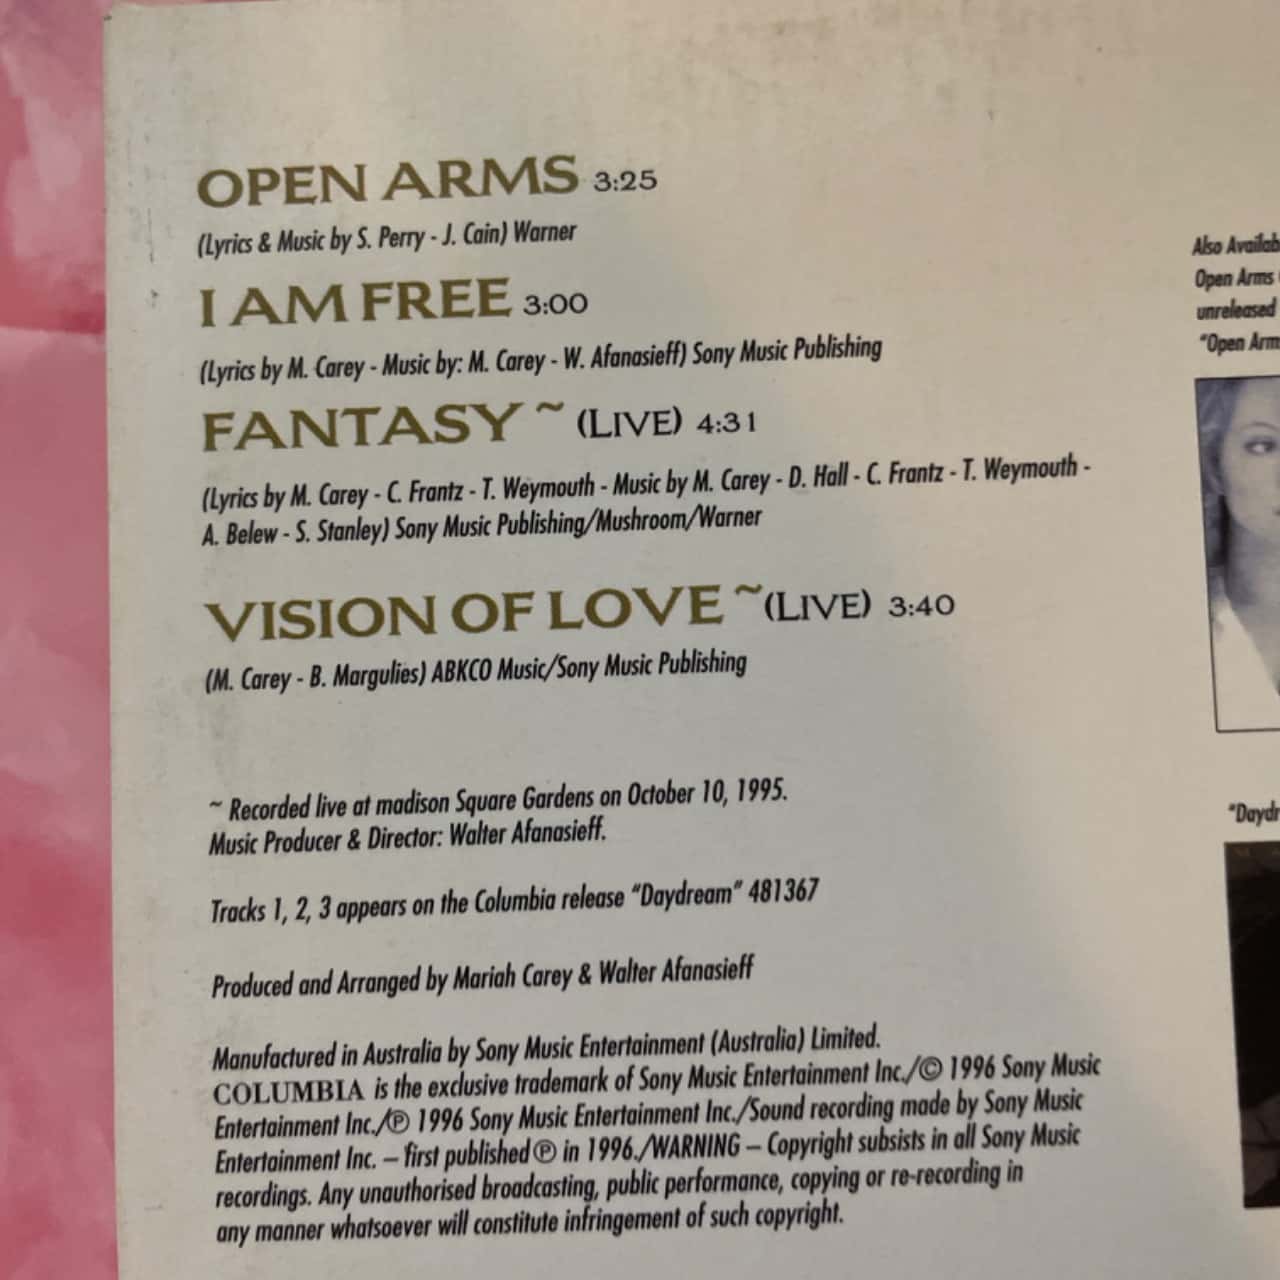 OPEN ARMS 3:25
(Lyrics & Music by S. Perry - J. Cain) Warner
I AM FREE 3:00
(Lyrics by M. Carey - Music by: M. Carey - W. Afanasieff) Sony Music Publishing
FANTASY ~ (LIVE) 4:31
(Lyrics by M. Carey - C. Frantz - T. Weymouth - Music by M. Carey - D. Hall - C. Frantz - T. Weymouth -
A. Belew - S. Stanley) Sony Music Publishing/Mushroom/Warner
VISION OF LOVE ~(LIVE) 3:40
(M. Carey - B. Margulies) ABKCO Music/Sony Music Publishing
~ Recorded live at madison Square Gardens on October 10, 1995.
Music Producer & Director: Walter Afanasieff.
Tracks 1, 2, 3 appears on the Columbia release "Daydream" 481367
Produced and Arranged by Mariah Carey & Walter Afanasieff
Manufactured in Australia by Sony Music Entertainment (Australia) Limited.
COLUMBIA is the exclusive trademark of Sony Music Entertainment Inc./© 1996 Sony Music
Entertainment Inc./℗ 1996 Sony Music Entertainment Inc./Sound recording made by Sony Music
Entertainment Inc. – first published ℗ in 1996./WARNING – Copyright subsists in all Sony Music
recordings. Any unauthorised broadcasting, public performance, copying or re-recording in
any manner whatsoever will constitute infringement of such copyright.
Also
Open Arms
unreleased
"Open